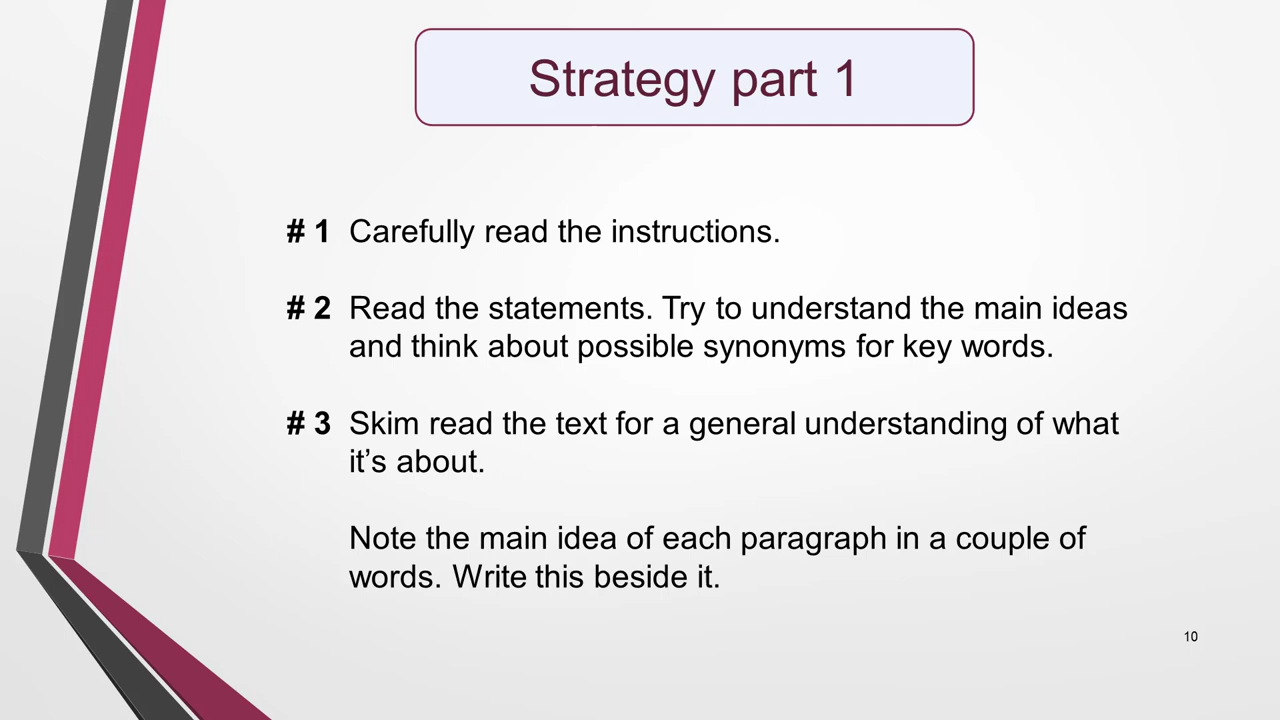 Strategy part 1
# 1 Carefully read the instructions.
# 2 Read the statements. Try to understand the main ideas
and think about possible synonyms for key words.
# 3 Skim read the text for a general understanding of what
it’s about.
Note the main idea of each paragraph in a couple of
words. Write this beside it.
10